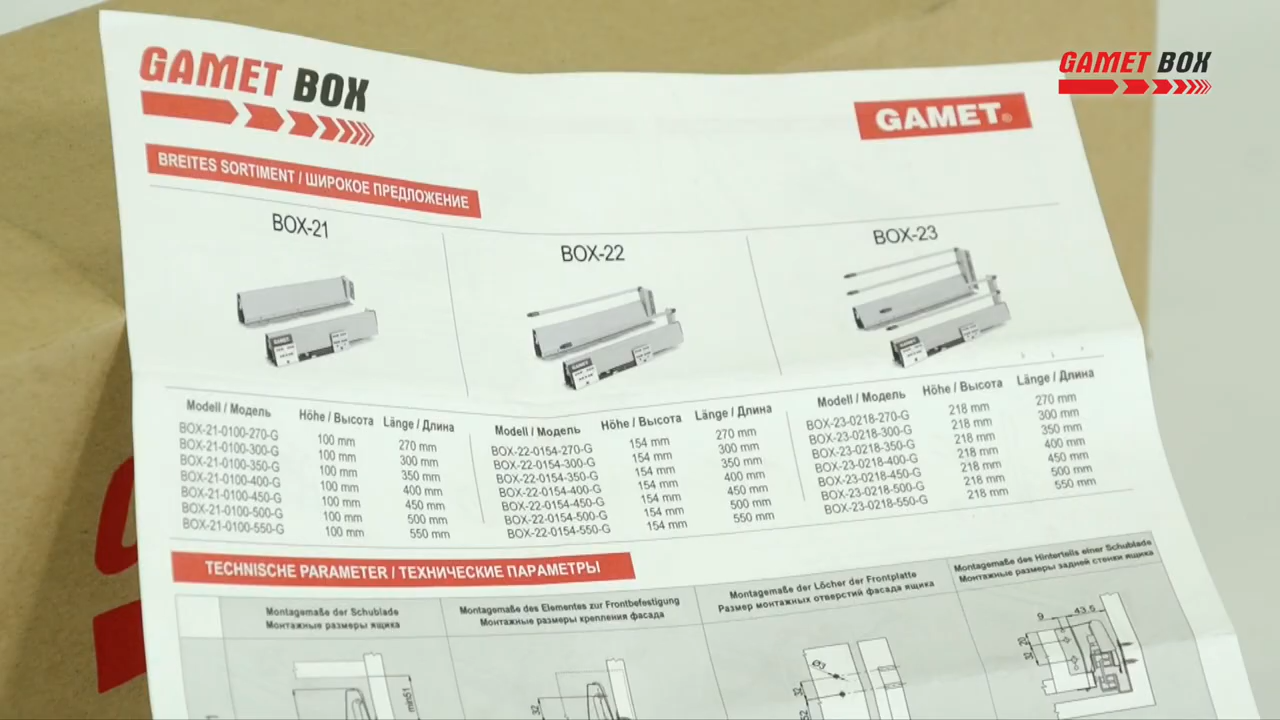 GAMET BOX
GAMET BOX
GAMET®
BREITES SORTIMENT / ШИРОКОЕ ПРЕДЛОЖЕНИЕ
BOX-21
BOX-22
BOX-23
GAMET
GAMET
GAMET
Modell / Модель Höhe / Высота Länge / Длина
BOX-21-0100-270-G 100 mm 270 mm
BOX-21-0100-300-G 100 mm 300 mm
BOX-21-0100-350-G 100 mm 350 mm
BOX-21-0100-400-G 100 mm 400 mm
BOX-21-0100-450-G 100 mm 450 mm
BOX-21-0100-500-G 100 mm 500 mm
BOX-21-0100-550-G 100 mm 550 mm
Modell / Модель Höhe / Высота Länge / Длина
BOX-22-0154-270-G 154 mm 270 mm
BOX-22-0154-300-G 154 mm 300 mm
BOX-22-0154-350-G 154 mm 350 mm
BOX-22-0154-400-G 154 mm 400 mm
BOX-22-0154-450-G 154 mm 450 mm
BOX-22-0154-500-G 154 mm 500 mm
BOX-22-0154-550-G 154 mm 550 mm
Modell / Модель Höhe / Высота Länge / Длина
BOX-23-0218-270-G 218 mm 270 mm
BOX-23-0218-300-G 218 mm 300 mm
BOX-23-0218-350-G 218 mm 350 mm
BOX-23-0218-400-G 218 mm 400 mm
BOX-23-0218-450-G 218 mm 450 mm
BOX-23-0218-500-G 218 mm 500 mm
BOX-23-0218-550-G 218 mm 550 mm
TECHNISCHE PARAMETER / ТЕХНИЧЕСКИЕ ПАРАМЕТРЫ
Montagemaße der Schublade
Монтажные размеры ящика
Montagemaße des Elementes zur Frontbefestigung
Монтажные размеры крепления фасада
Montagemaße der Löcher der Frontplatte
Размер монтажных отверстий фасада ящика
Montagemaße des Hinterteils einer Schublade
Монтажные размеры задней стенки ящика
min51
32
32
9
43,5
20
32